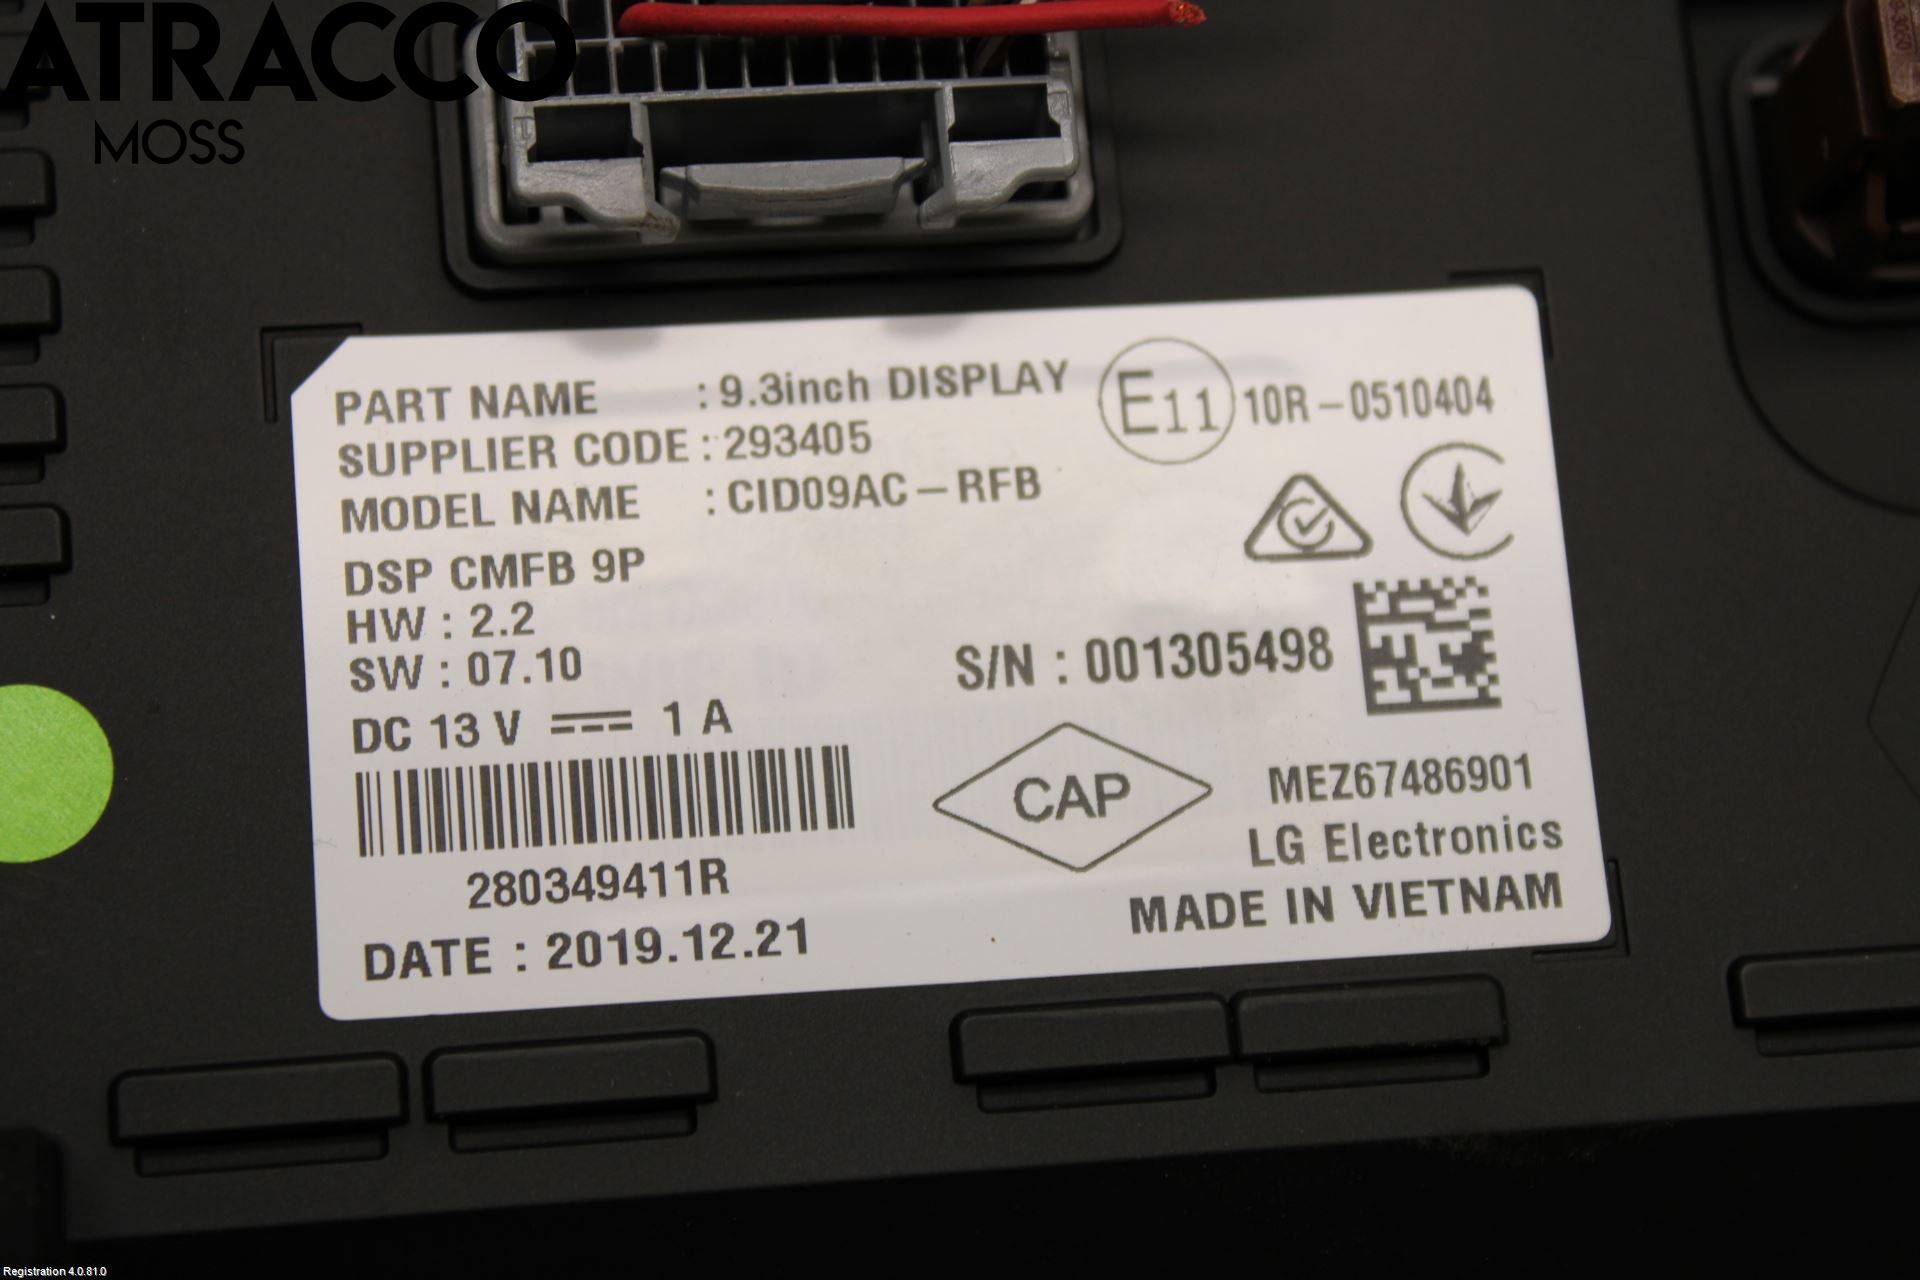 ATRACCO
MOSS
PART NAME : 9.3inch DISPLAY
SUPPLIER CODE : 293405
MODEL NAME : CID09AC-RFB
E11 10R-0510404
DSP CMFB 9P
HW : 2.2
SW : 07.10
S/N : 001305498
DC 13 V 1 A
CAP
280349411R
DATE : 2019.12.21
MEZ67486901
LG Electronics
MADE IN VIETNAM
Registration 4.0.81.0